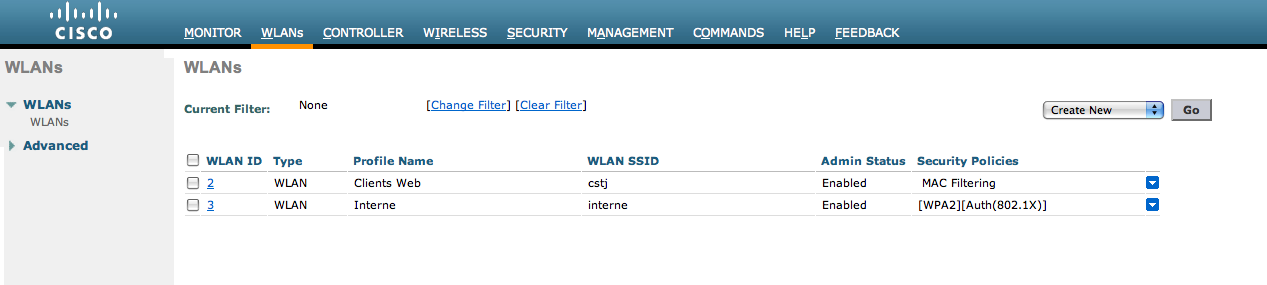 CISCO
MONITOR WLANs CONTROLLER WIRELESS SECURITY MANAGEMENT COMMANDS HELP FEEDBACK
WLANs
WLANs
WLANs
Advanced
WLANs
Current Filter: None [Change Filter] [Clear Filter]
Create New Go
WLAN ID Type Profile Name WLAN SSID Admin Status Security Policies
2 WLAN Clients Web cstj Enabled MAC Filtering
3 WLAN Interne interne Enabled [WPA2][Auth(802.1X)]